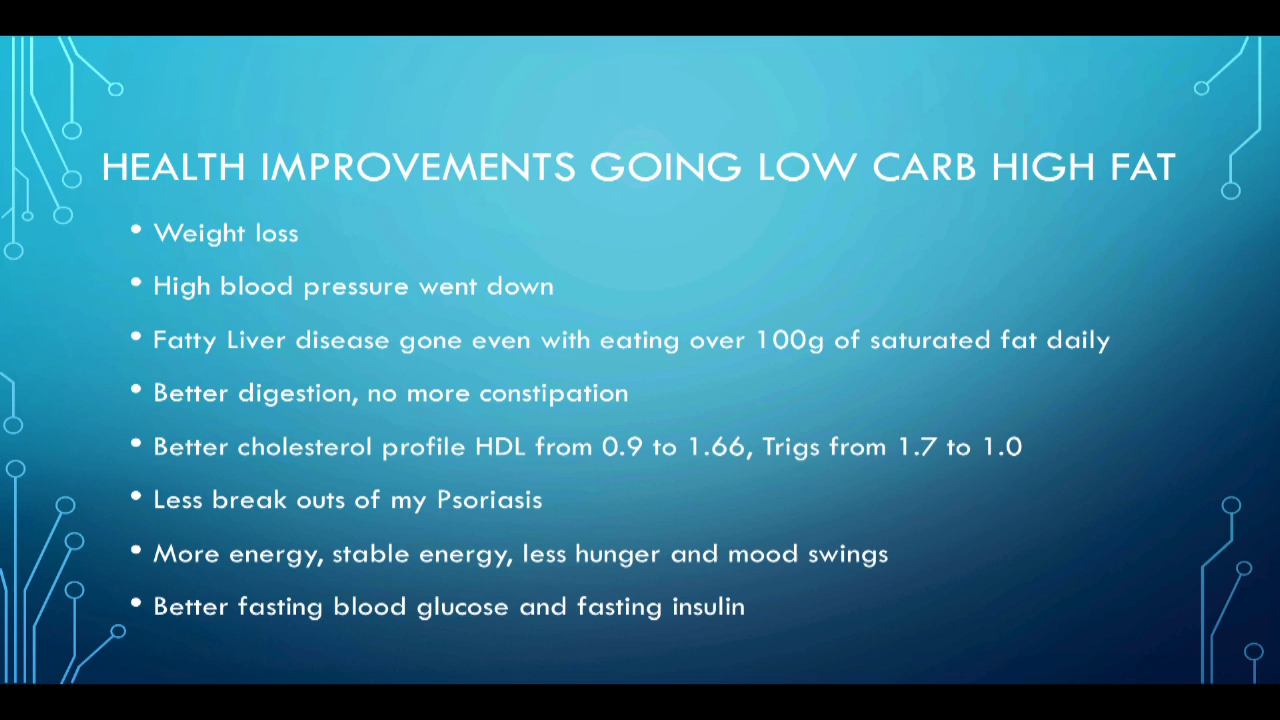 HEALTH IMPROVEMENTS GOING LOW CARB HIGH FAT
• Weight loss
• High blood pressure went down
• Fatty Liver disease gone even with eating over 100g of saturated fat daily
• Better digestion, no more constipation
• Better cholesterol profile HDL from 0.9 to 1.66, Trigs from 1.7 to 1.0
• Less break outs of my Psoriasis
• More energy, stable energy, less hunger and mood swings
• Better fasting blood glucose and fasting insulin